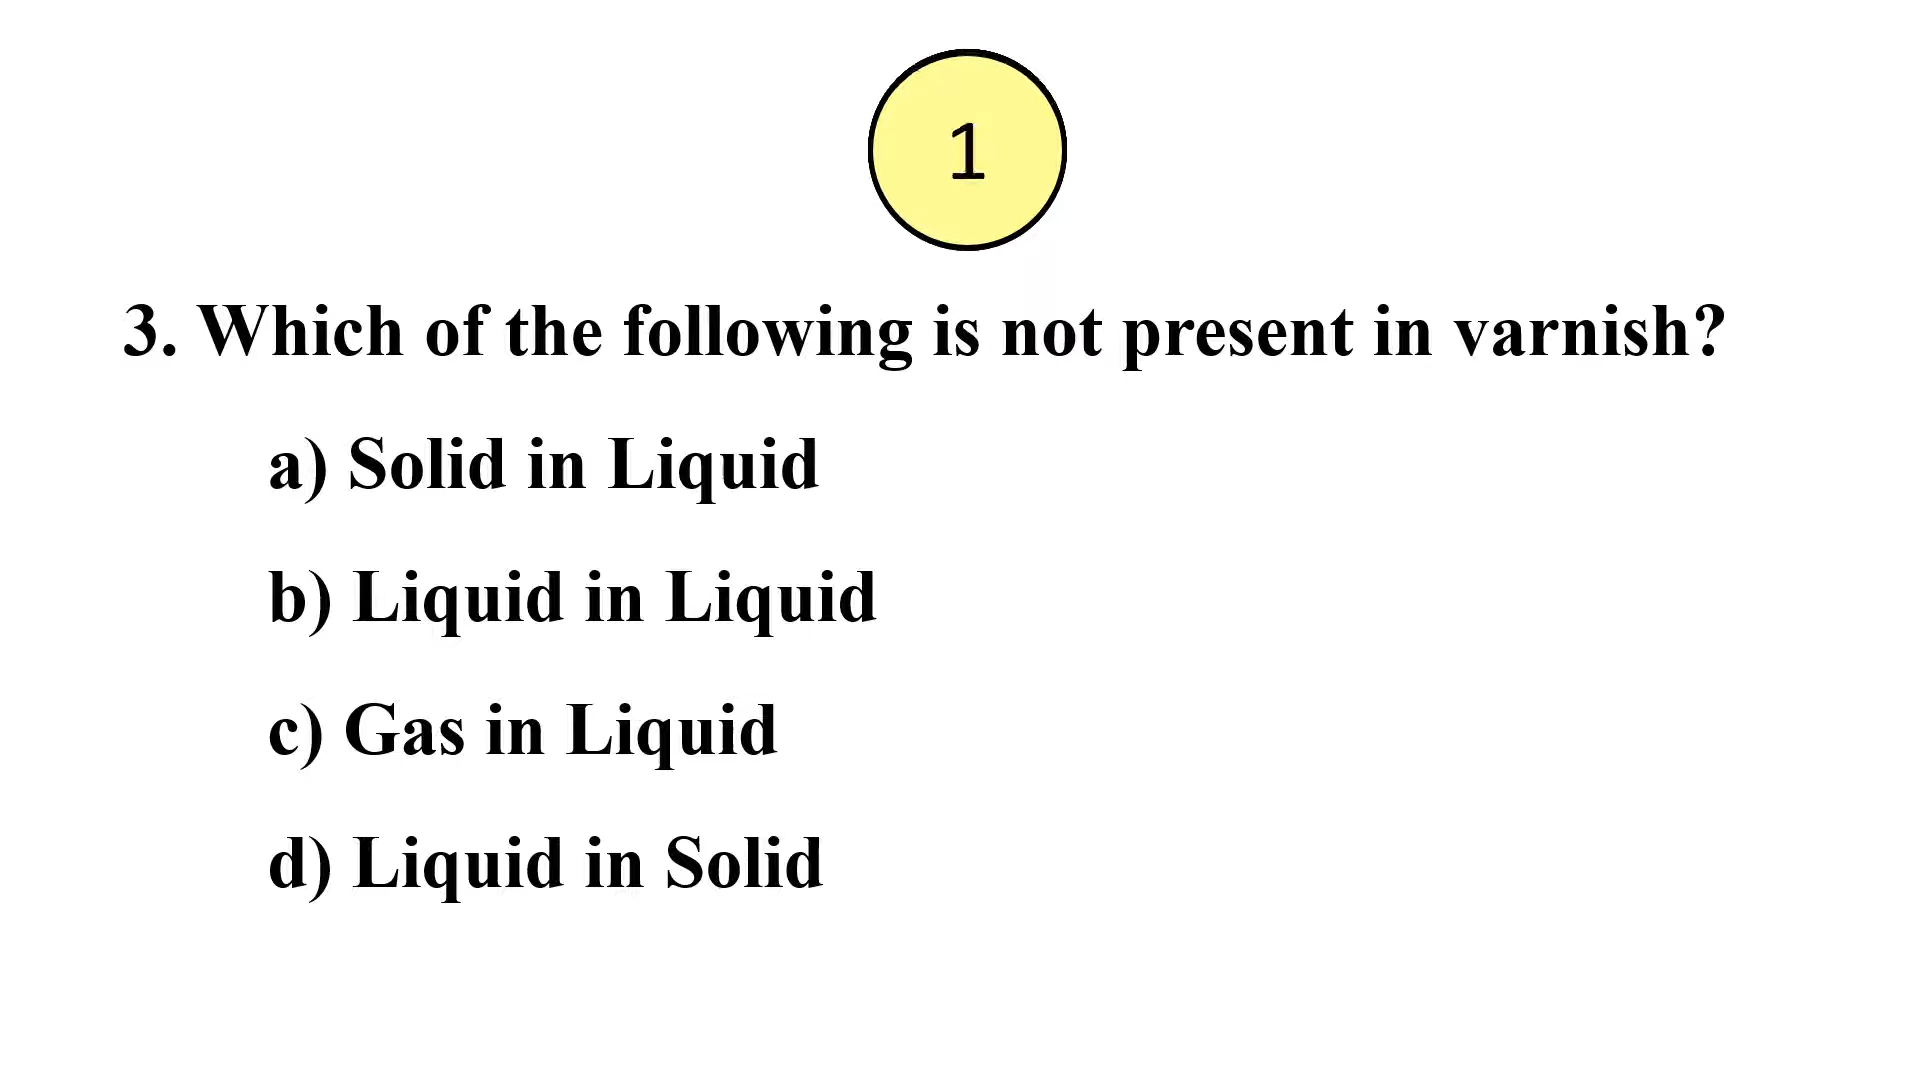 1
3. Which of the following is not present in varnish?
a) Solid in Liquid
b) Liquid in Liquid
c) Gas in Liquid
d) Liquid in Solid